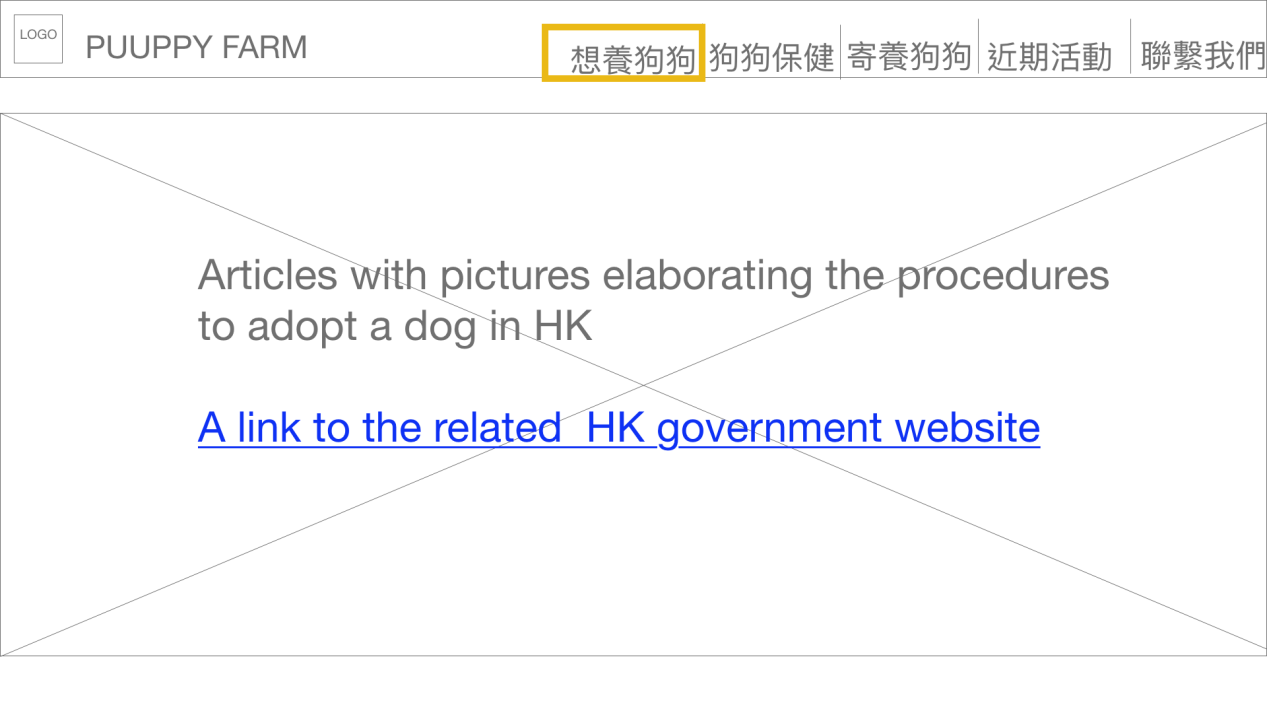 LOGO
PUUPPY FARM
想養狗狗
狗狗保健
寄養狗狗
近期活動
聯繫我們
Articles with pictures elaborating the procedures
to adopt a dog in HK
A link to the related  HK government website